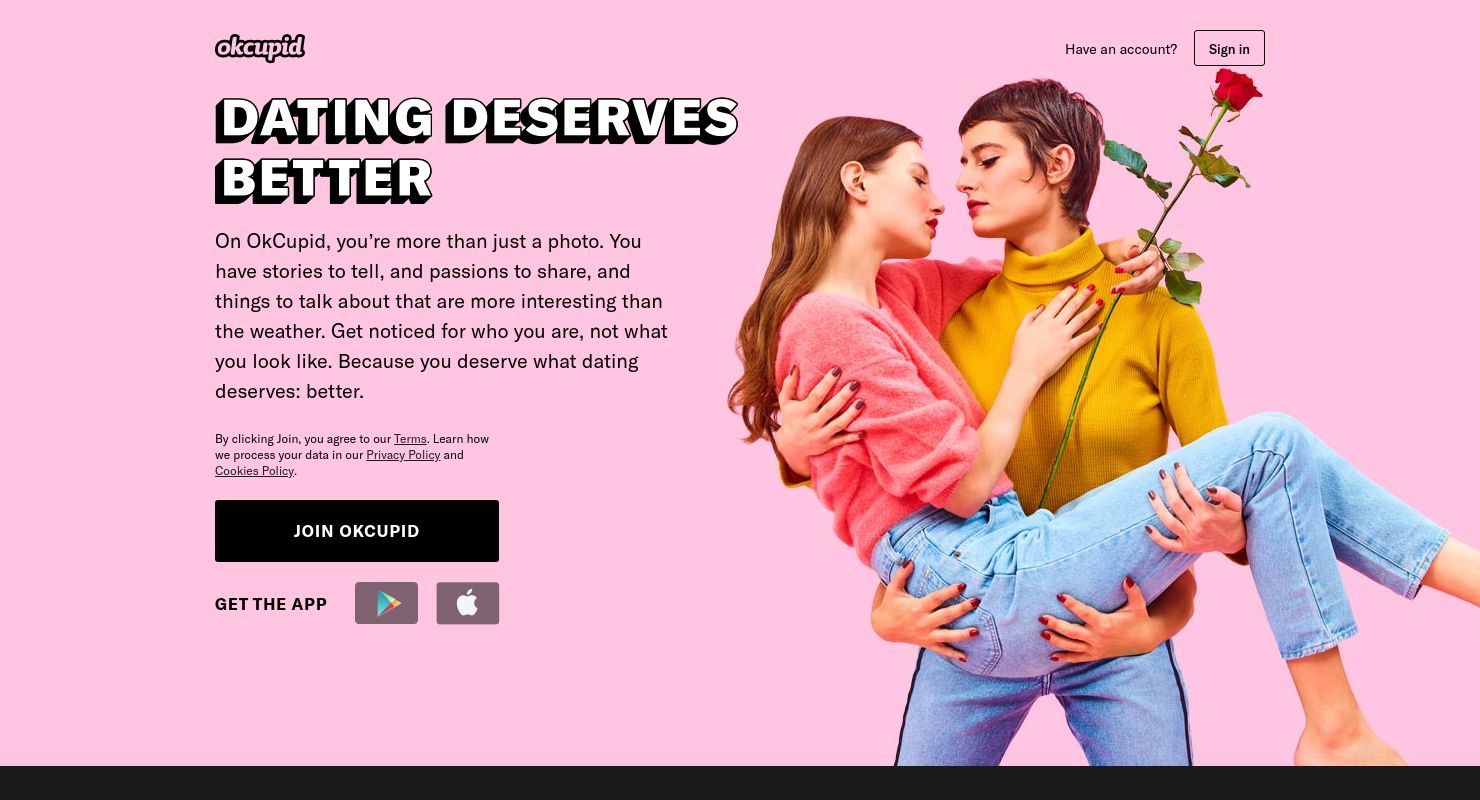 okcupid
Have an account?
Sign in
DATING DESERVES
BETTER
On OkCupid, you’re more than just a photo. You
have stories to tell, and passions to share, and
things to talk about that are more interesting than
the weather. Get noticed for who you are, not what
you look like. Because you deserve what dating
deserves: better.
By clicking Join, you agree to our Terms. Learn how
we process your data in our Privacy Policy and
Cookies Policy.
JOIN OKCUPID
GET THE APP